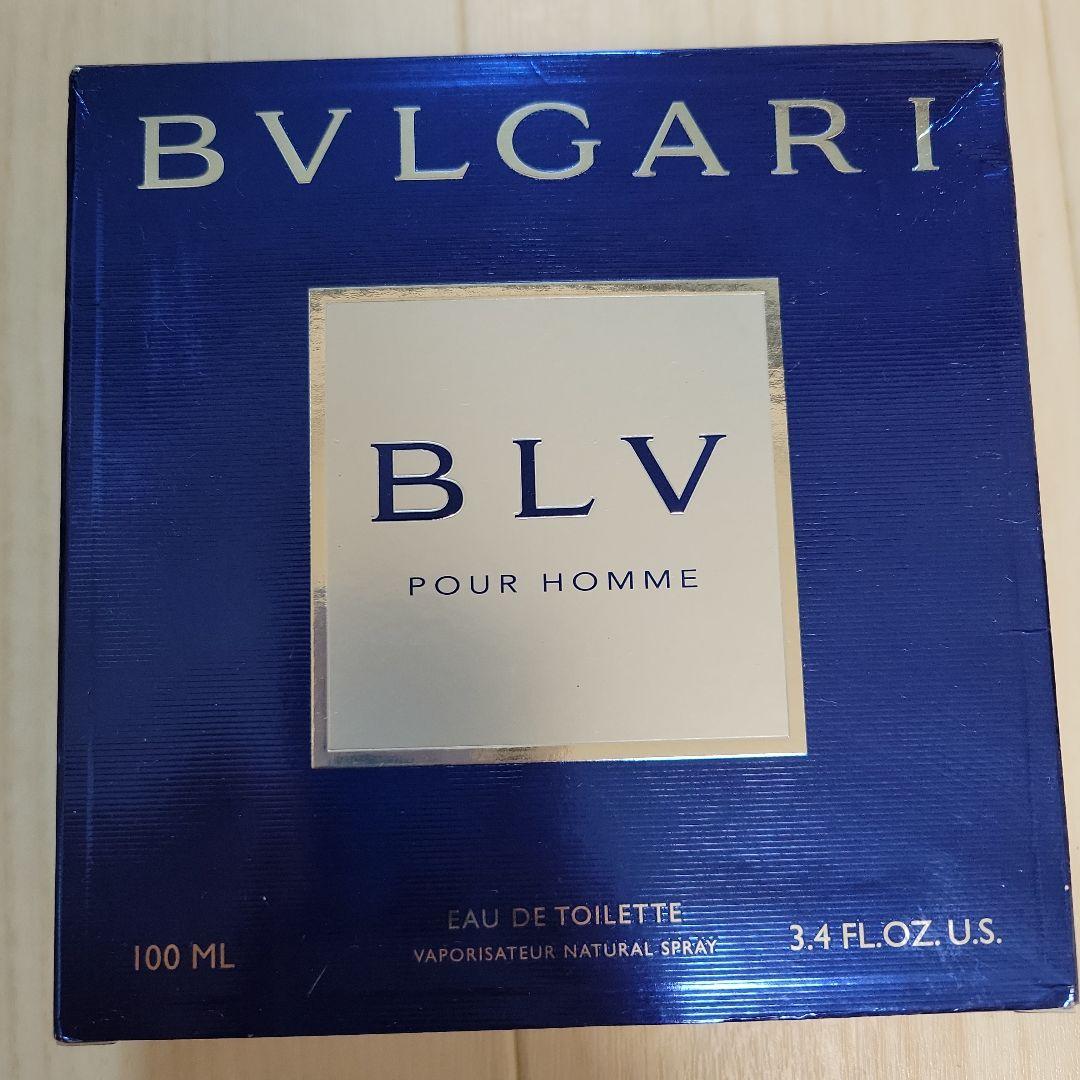 BVLGARI
BLV
POUR HOMME
EAU DE TOILETTE
100 ML VAPORISATEUR NATURAL SPRAY 3.4 FL.OZ. U.S.